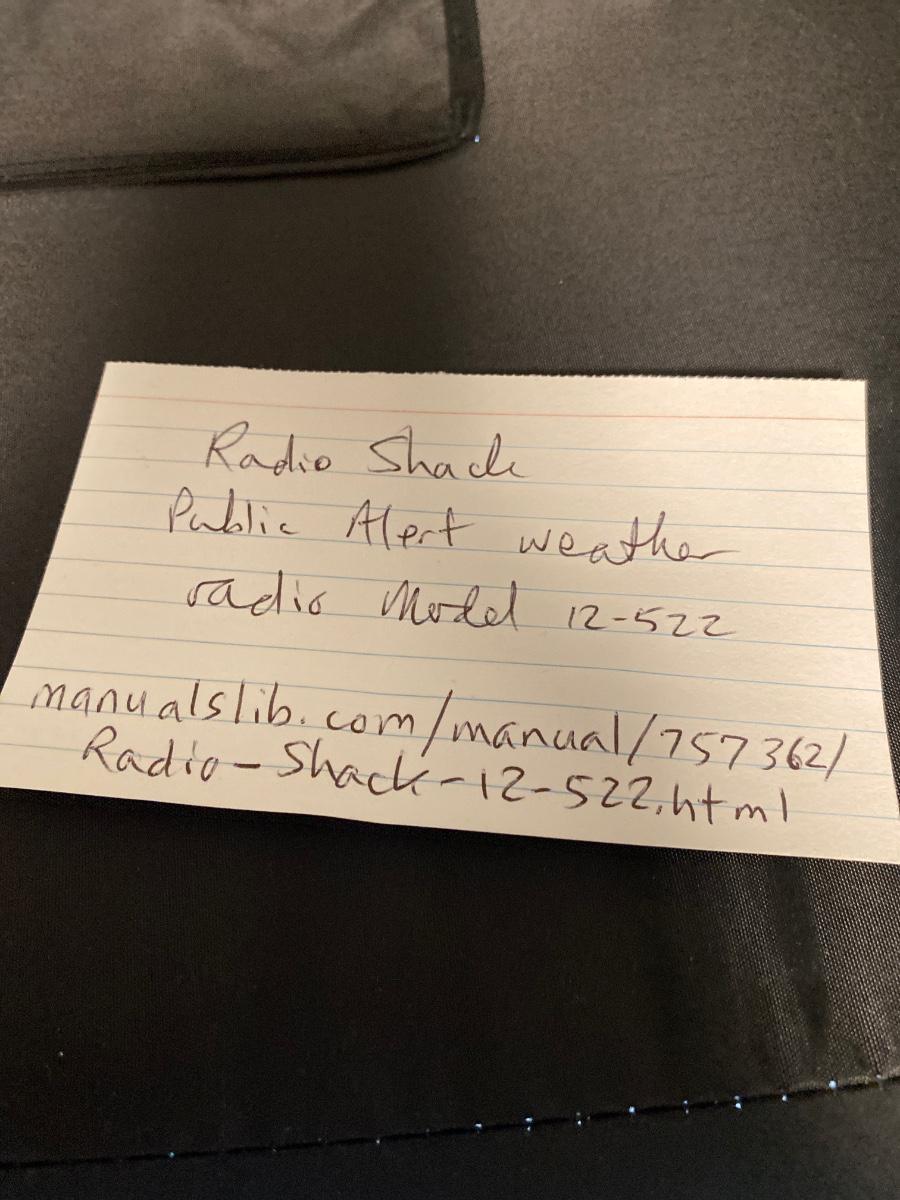 Radio Shack
Public Alert weather
radio Model 12-522
manualslib.com/manual/757362/
Radio-Shack-12-522.html